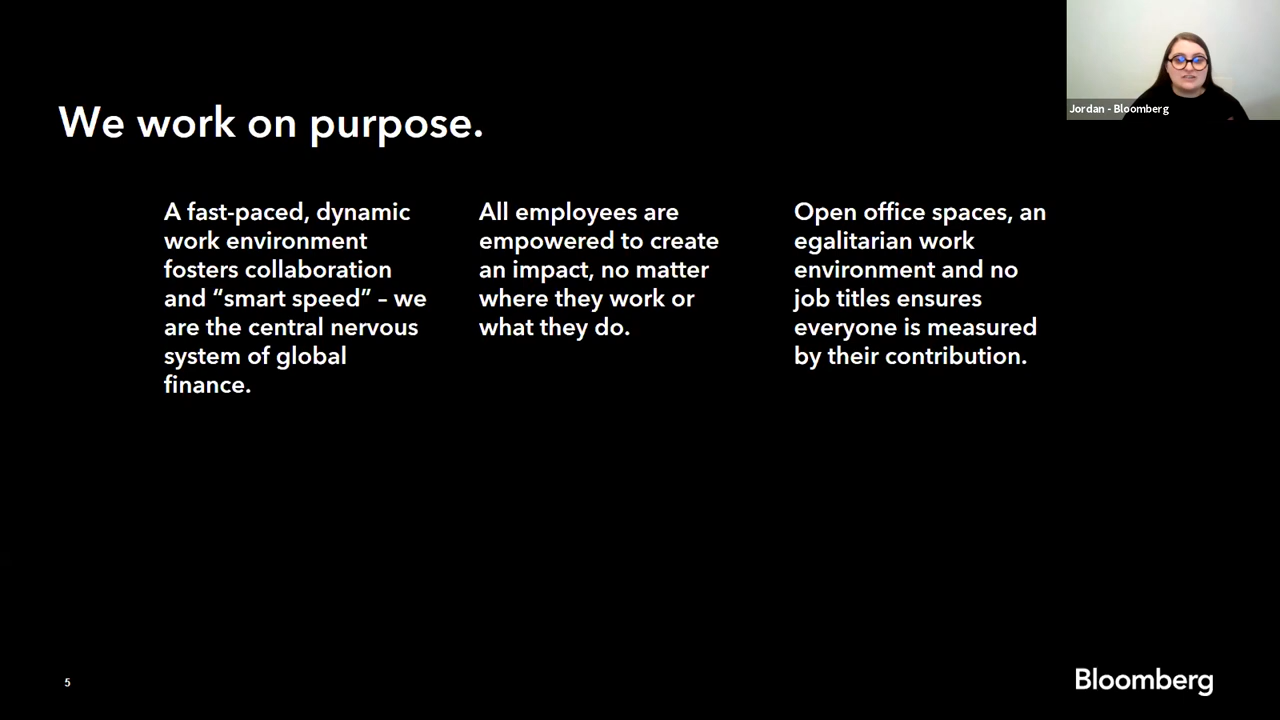 Jordan - Bloomberg
We work on purpose.
A fast-paced, dynamic
work environment
fosters collaboration
and “smart speed” – we
are the central nervous
system of global
finance.
All employees are
empowered to create
an impact, no matter
where they work or
what they do.
Open office spaces, an
egalitarian work
environment and no
job titles ensures
everyone is measured
by their contribution.
5
Bloomberg